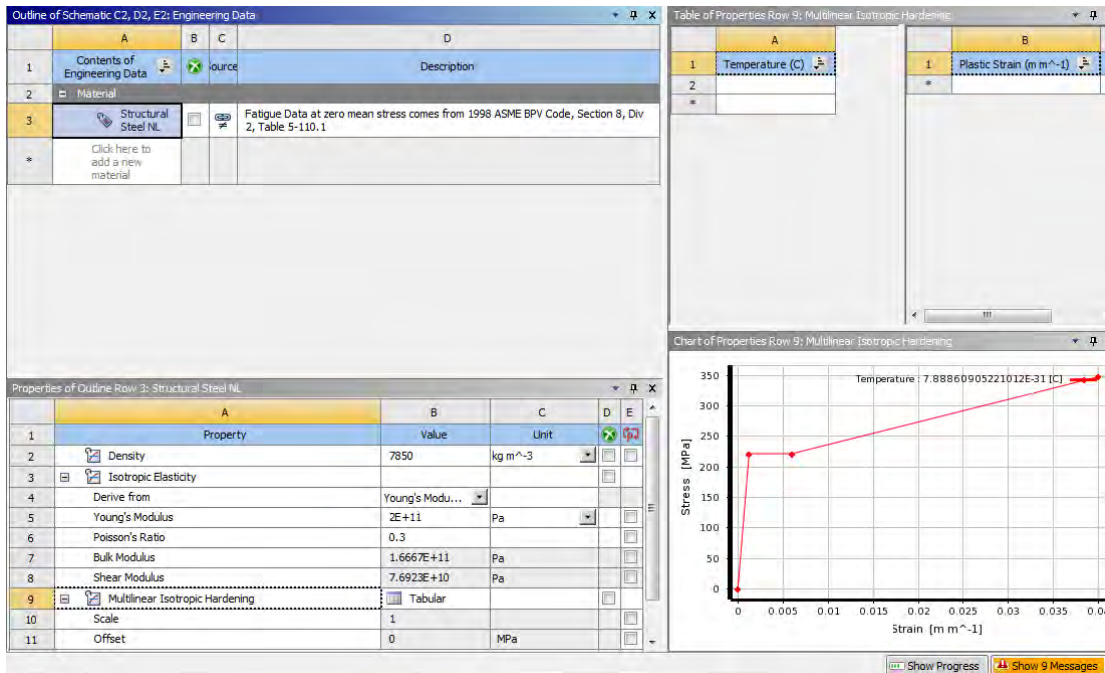 Outline of Schematic C2, D2, E2: Engineering Data
A B C D
1 Contents of Engineering Data ource Description
2 Material
3 Structural Steel NL Fatigue Data at zero mean stress comes from 1998 ASME BPV Code, Section 8, Div 2, Table 5-110.1
* Click here to add a new material
Table of Properties Row 9: Multilinear Isotropic Hardening
A B
1 Temperature (C) 1 Plastic Strain (m m^-1)
2 *
*
Properties of Outline Row 3: Structural Steel NL
A B C D E
1 Property Value Unit
2 Density 7850 kg m^-3
3 Isotropic Elasticity
4 Derive from Young's Modu...
5 Young's Modulus 2E+11 Pa
6 Poisson's Ratio 0.3
7 Bulk Modulus 1.6667E+11 Pa
8 Shear Modulus 7.6923E+10 Pa
9 Multilinear Isotropic Hardening Tabular
10 Scale 1
11 Offset 0 MPa
Chart of Properties Row 9: Multilinear Isotropic Hardening
Temperature : 7.88860905221012E-31 [C]
350
300
250
200
150
100
50
0
Stress [MPa]
0 0.005 0.01 0.015 0.02 0.025 0.03 0.035 0.0
Strain [m m^-1]
Show Progress Show 9 Messages